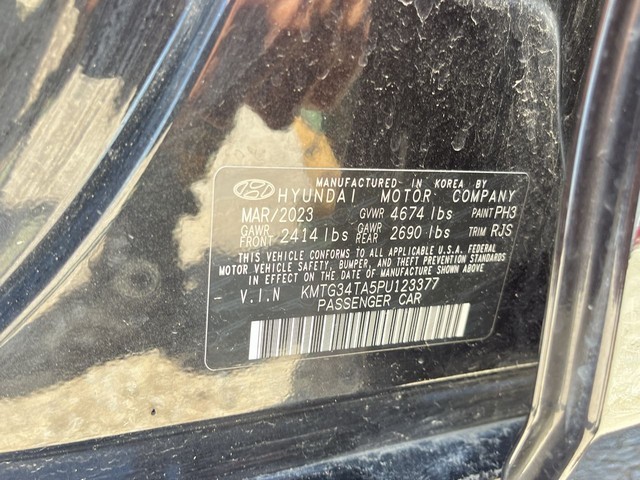 MANUFACTURED IN KOREA BY
HYUNDAI MOTOR COMPANY
MAR/2023 GVWR 4674 lbs PAINT PH3
GAWR FRONT 2414 lbs GAWR REAR 2690 lbs TRIM RJS
THIS VEHICLE CONFORMS TO ALL APPLICABLE U.S.A. FEDERAL
MOTOR VEHICLE SAFETY, BUMPER, AND THEFT PREVENTION STANDARDS
IN EFFECT ON THE DATE OF MANUFACTURE SHOWN ABOVE.
V.I.N KMTG34TA5PU123377
PASSENGER CAR